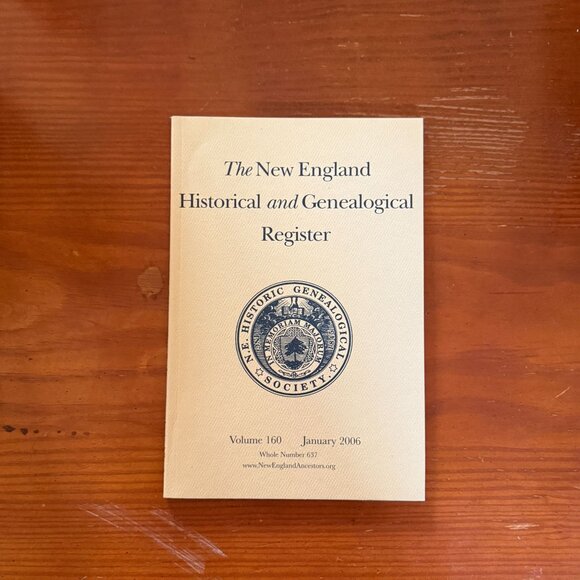 The New England
Historical and Genealogical
Register
N.E. HISTORIC GENEALOGICAL
SOCIETY.
IN MEMORIAM MAJORUM
Volume 160 January 2006
Whole Number 637
www.NewEnglandAncestors.org